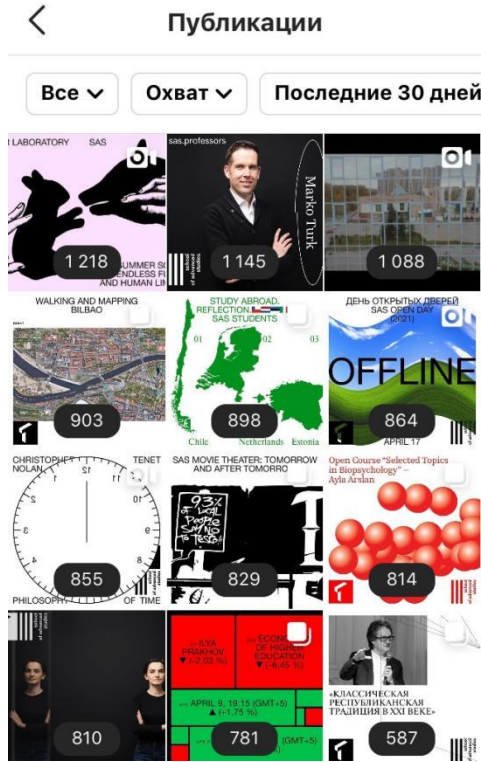 Публикации
Все
Охват
Последние 30 дней
LABORATORY SAS
1 218
SUMMER
AND HUMAN
sas.professors
Marko Turk
school
of advanced
studies
1 145
1 088
WALKING AND MAPPING
BILBAO
903
STUDY ABROAD.
REFLECTION.
SAS STUDENTS
01 02 03
898
Chile Netherlands Estonia
ДЕНЬ ОТКРЫТЫХ ДВЕРЕЙ
SAS OPEN DAY
(2021)
OFFLINE
864
APRIL 17
CHRISTOPHER TENET
NOLAN
12
855
PHILOSOPHY OF TIME
SAS MOVIE THEATER: TOMORROW
AND AFTER TOMORRO
93%
OF LOCAL
PEOPLE
SAY NO
TO
829
Open Course "Selected Topics
in Biopsychology" –
Ayla Arslan
814
810
ILYA
PRAKHOV
▼ (-2,03 %)
OF HIGHER
EDUCATION
▼ (-6,45 %)
APRIL 9, 19:15 (GMT+5)
▲ (+1,75 %)
781
(GMT+5)
«КЛАССИЧЕСКАЯ
РЕСПУБЛИКАНСКАЯ
ТРАДИЦИЯ В XXI ВЕКЕ»
587